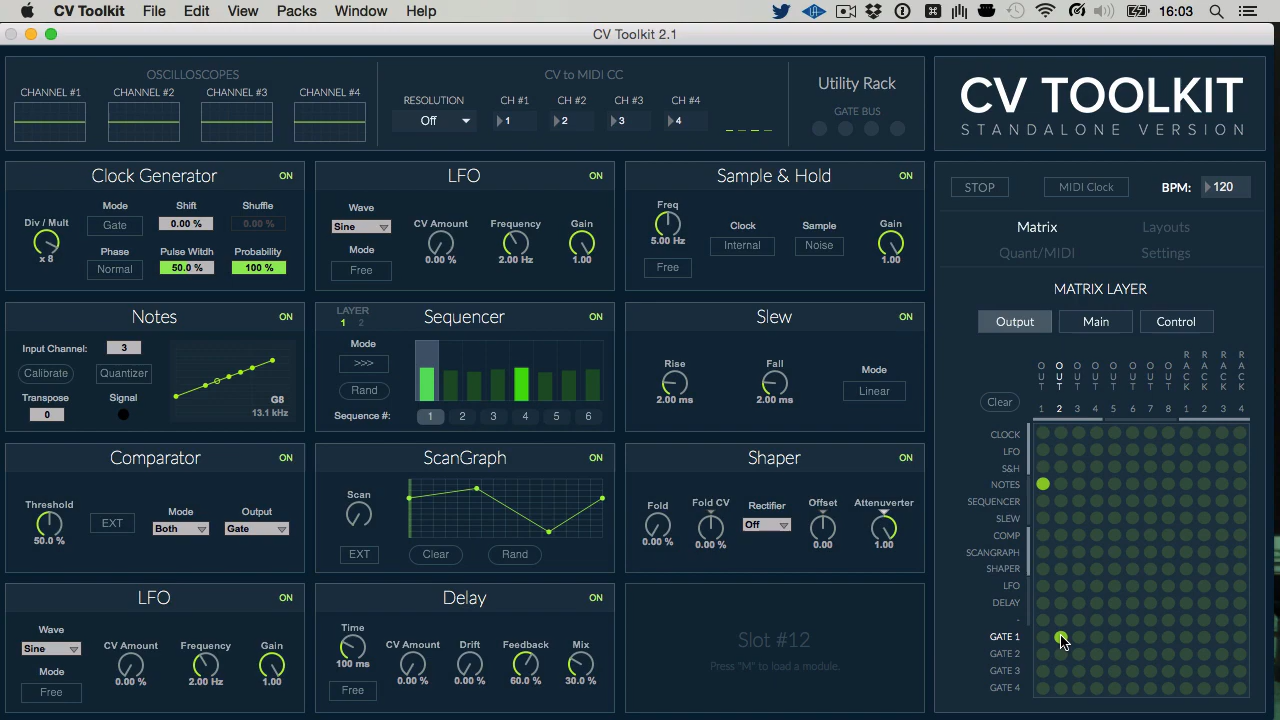 CV Toolkit File Edit View Packs Window Help 16:03
CV Toolkit 2.1
OSCILLOSCOPES
CHANNEL #1 CHANNEL #2 CHANNEL #3 CHANNEL #4
CV to MIDI CC
RESOLUTION CH #1 CH #2 CH #3 CH #4
Off 1 2 3 4
Utility Rack
GATE BUS
CV TOOLKIT
STANDALONE VERSION
Clock Generator ON
Mode Shift Shuffle
Div / Mult Gate 0.00 % 0.00 %
x 8
Phase Pulse Witdh Probability
Normal 50.0 % 100 %
LFO ON
Wave
Sine CV Amount Frequency Gain
Mode 0.00 % 2.00 Hz 1.00
Free
Sample & Hold ON
Freq Clock Sample Gain
5.00 Hz Internal Noise 1.00
Free
STOP MIDI Clock BPM: 120
Matrix Layouts
Quant/MIDI Settings
MATRIX LAYER
Output Main Control
Clear
OUT OUT OUT OUT OUT OUT OUT OUT RACK RACK RACK RACK
1 2 3 4 5 6 7 8 1 2 3 4
CLOCK
LFO
S&H
NOTES
SEQUENCER
SLEW
COMP
SCANGRAPH
SHAPER
LFO
DELAY
-
GATE 1
GATE 2
GATE 3
GATE 4
Notes ON
Input Channel: 3
Calibrate Quantizer
Transpose Signal G8
0 13.1 kHz
LAYER
1 2
Sequencer ON
Mode
>>>
Rand
Sequence #: 1 2 3 4 5 6
Slew ON
Rise Fall Mode
2.00 ms 2.00 ms Linear
Comparator ON
Threshold Mode Output
50.0 % EXT Both Gate
ScanGraph ON
Scan
EXT Clear Rand
Shaper ON
Fold Fold CV Rectifier Offset Attenuverter
0.00 % 0.00 % Off 0.00 1.00
LFO ON
Wave
Sine CV Amount Frequency Gain
Mode 0.00 % 2.00 Hz 1.00
Free
Delay ON
Time CV Amount Drift Feedback Mix
100 ms 0.00 % 0.00 % 60.0 % 30.0 %
Free
Slot #12
Press "M" to load a module.